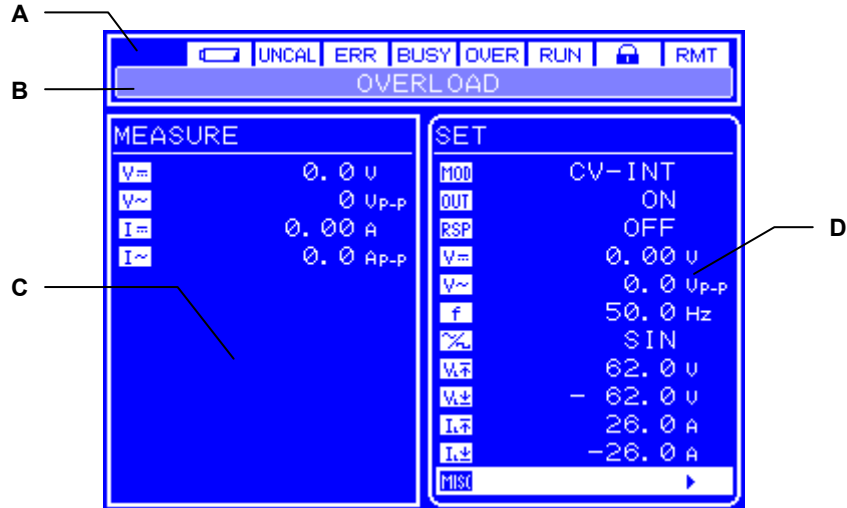 A
UNCAL ERR BUSY OVER RUN RMT
B
OVERLOAD
MEASURE
V⎓ 0.0 V
V~ 0 Vp-p
I⎓ 0.00 A
I~ 0.0 Ap-p
C
SET
MOD CV-INT
OUT ON
RSP OFF
V⎓ 0.00 V
V~ 0.0 Vp-p
f 50.0 Hz
SIN
V 62.0 V
V - 62.0 V
I 26.0 A
I -26.0 A
MISC
D